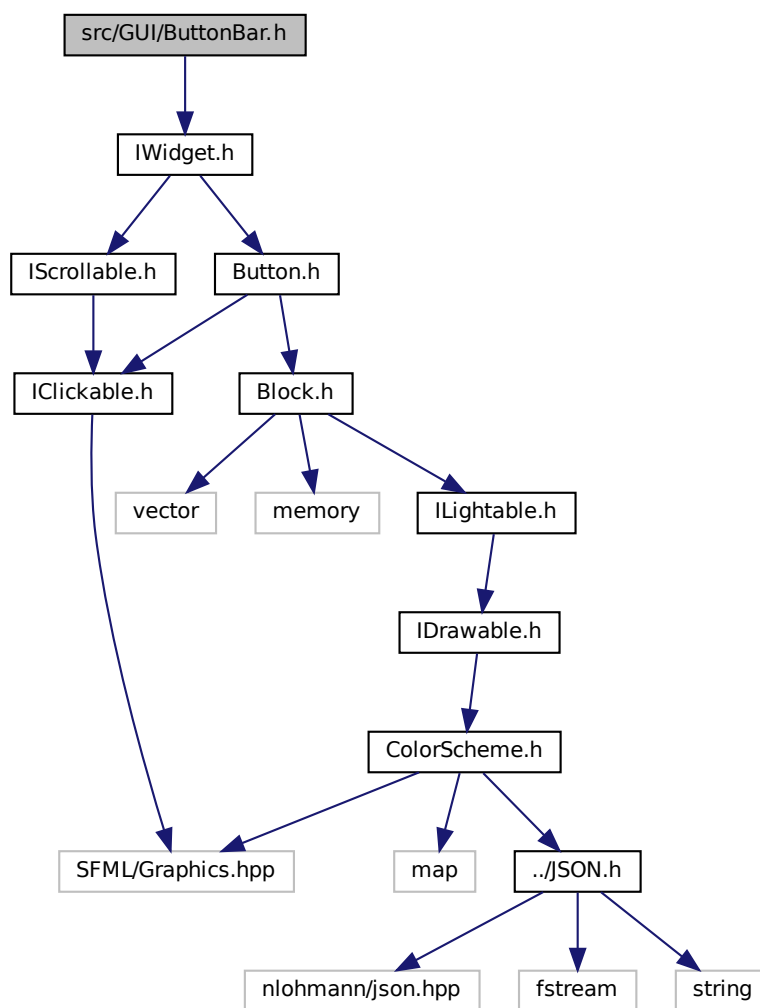 src/GUI/ButtonBar.h
IWidget.h
IScrollable.h
Button.h
IClickable.h
Block.h
vector
memory
ILightable.h
IDrawable.h
ColorScheme.h
SFML/Graphics.hpp
map
../JSON.h
nlohmann/json.hpp
fstream
string